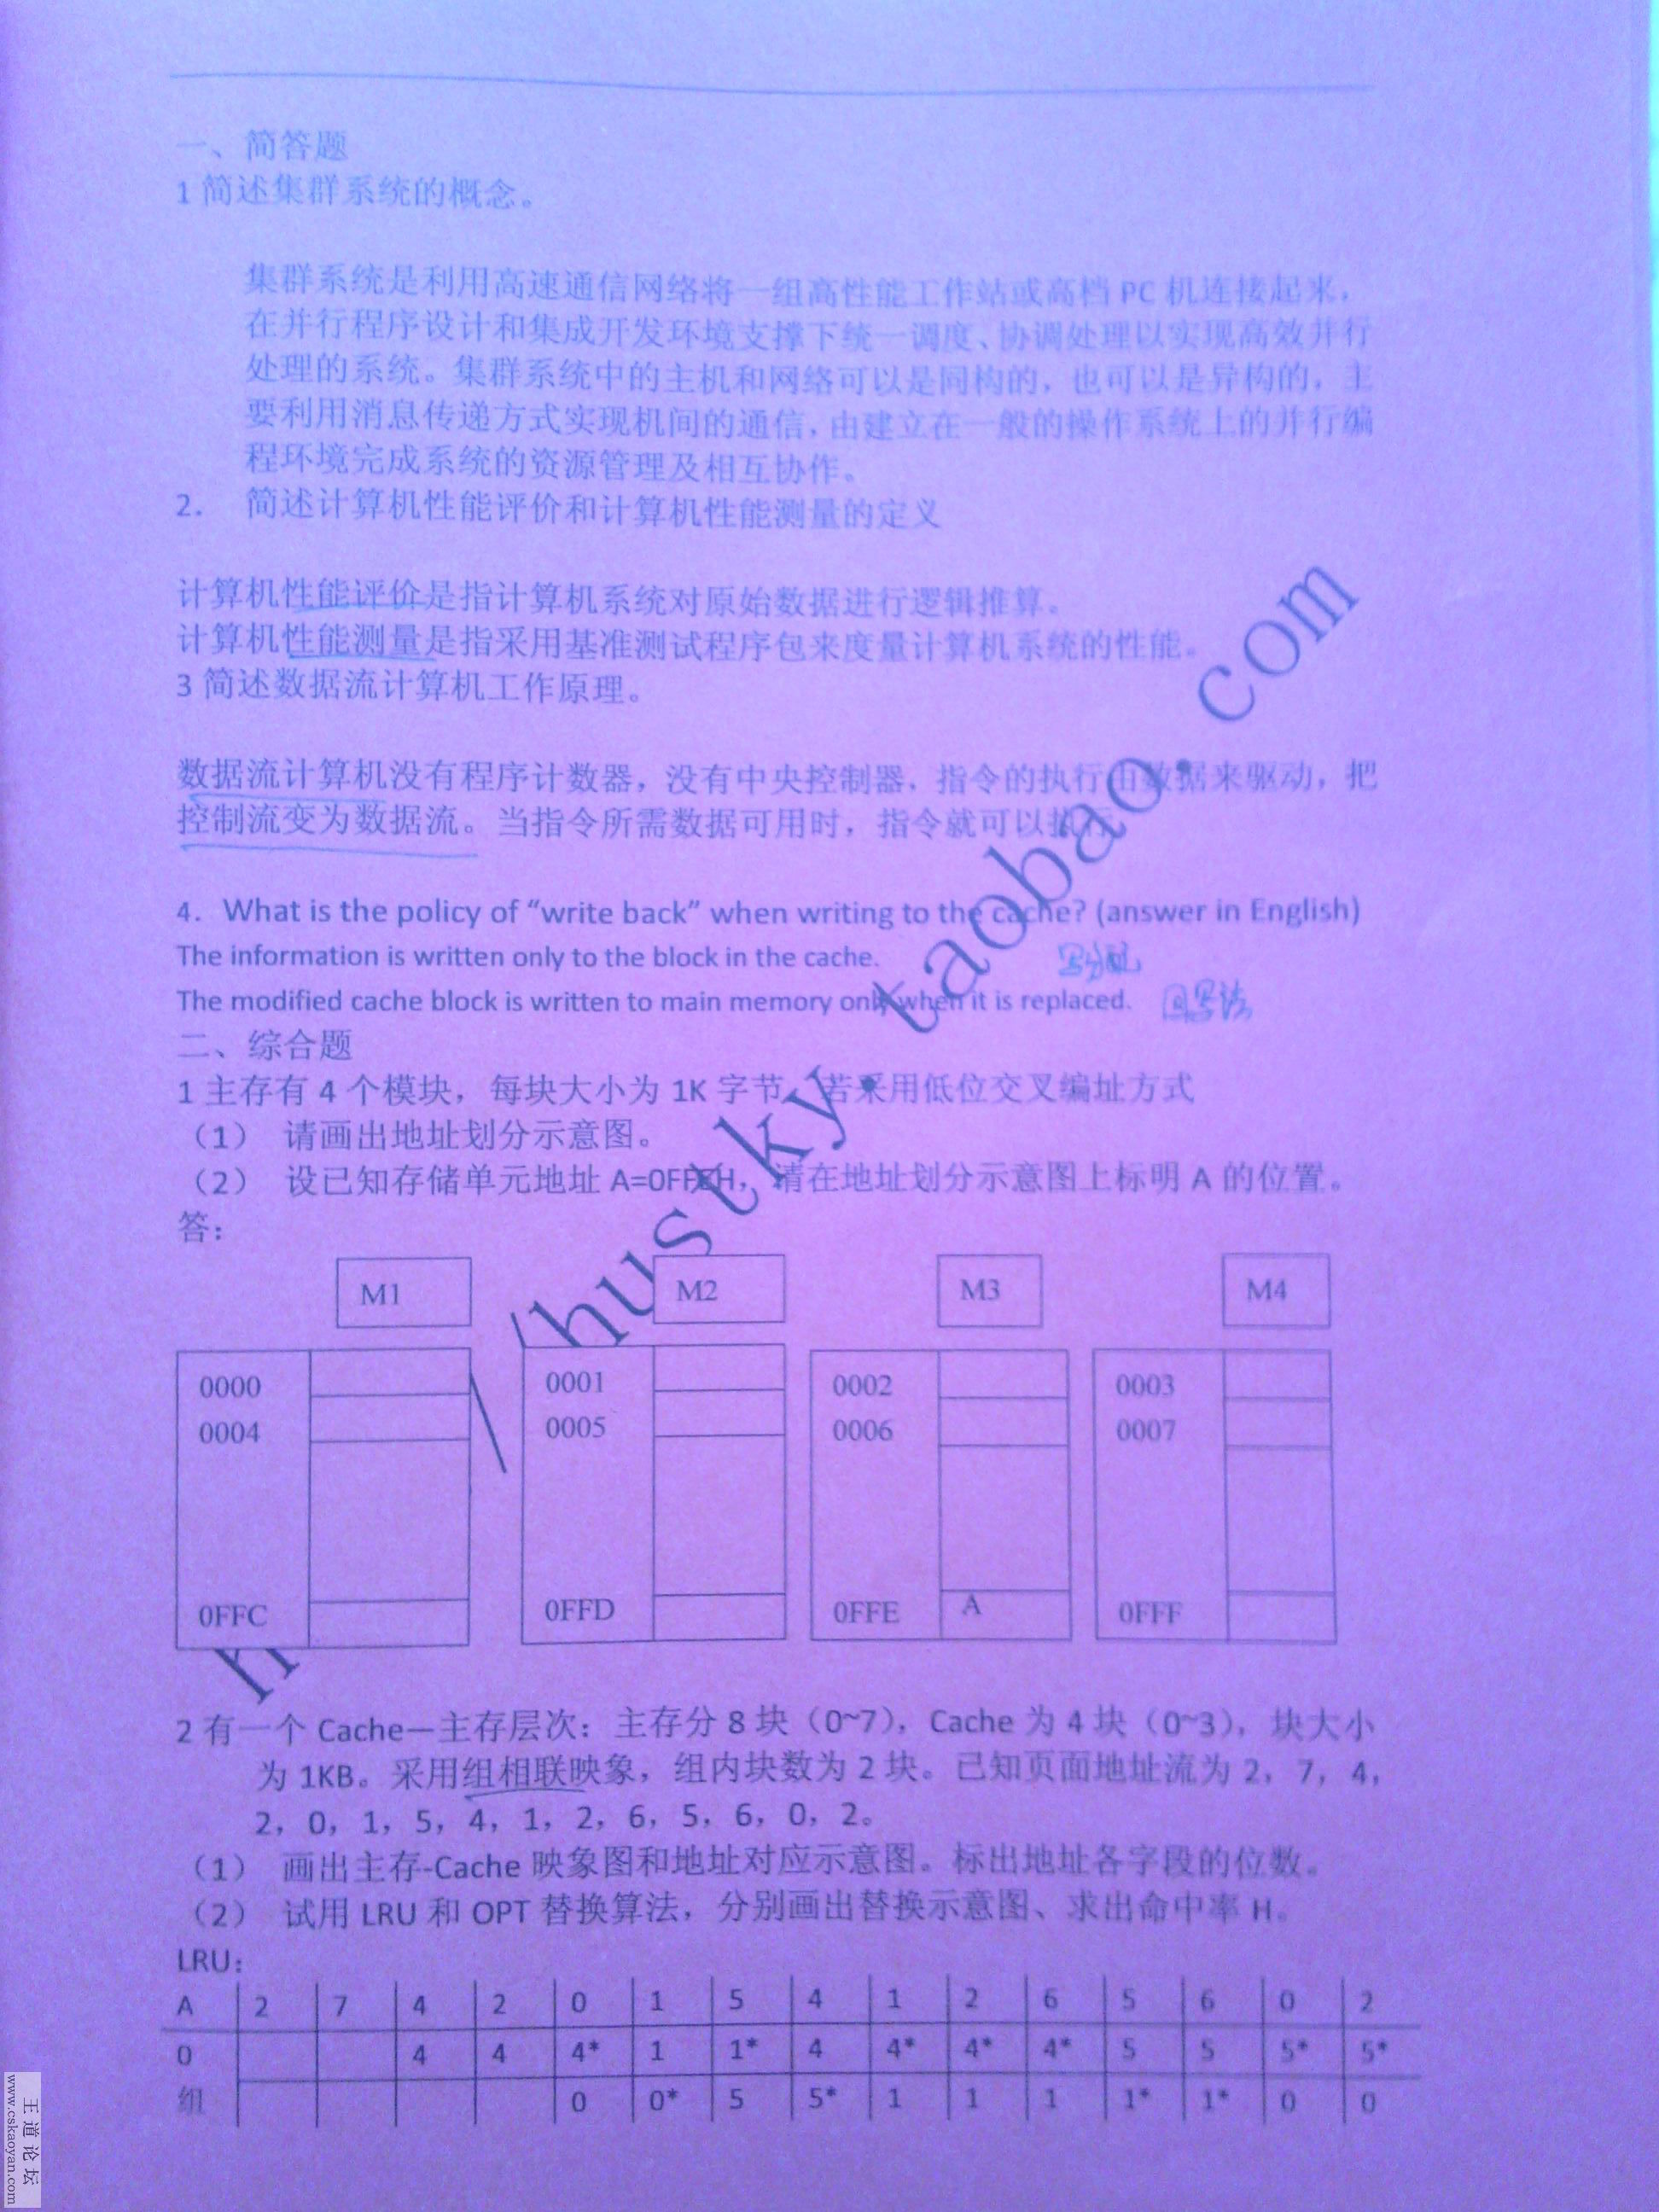 一、简答题
1 简述集群系统的概念。
集群系统是利用高速通信网络将一组高性能工作站或高档 PC 机连接起来，
在并行程序设计和集成开发环境支撑下统一调度、协调处理以实现高效并行
处理的系统。集群系统中的主机和网络可以是同构的，也可以是异构的，主
要利用消息传递方式实现机间的通信，由建立在一般的操作系统上的并行编
程环境完成系统的资源管理及相互协作。
2. 简述计算机性能评价和计算机性能测量的定义
计算机性能评价是指计算机系统对原始数据进行逻辑推算。
计算机性能测量是指采用基准测试程序包来度量计算机系统的性能。
3 简述数据流计算机工作原理。
数据流计算机没有程序计数器，没有中央控制器，指令的执行由数据来驱动，把
控制流变为数据流。当指令所需数据可用时，指令就可以执行
4. What is the policy of “write back” when writing to the cache? (answer in English)
The information is written only to the block in the cache. 写分配
The modified cache block is written to main memory only when it is replaced. 回写法
二、综合题
1 主存有 4 个模块，每块大小为 1K 字节 若采用低位交叉编址方式
（1） 请画出地址划分示意图。
（2） 设已知存储单元地址 A=0FFEH，请在地址划分示意图上标明 A 的位置。
答：
M1 M2 M3 M4
0000 0001 0002 0003
0004 0005 0006 0007
0FFC 0FFD 0FFE A 0FFF
2 有一个 Cache—主存层次：主存分 8 块（0~7），Cache 为 4 块（0~3），块大小
为 1KB。采用组相联映象，组内块数为 2 块。已知页面地址流为 2，7，4，
2，0，1，5，4，1，2，6，5，6，0，2。
（1） 画出主存-Cache 映象图和地址对应示意图。标出地址各字段的位数。
（2） 试用 LRU 和 OPT 替换算法，分别画出替换示意图、求出命中率 H。
LRU：
A 2 7 4 2 0 1 5 4 1 2 6 5 6 0 2
0 4 4 4* 1 1* 4 4* 4* 4* 5 5 5* 5*
组 0 0* 5 5* 1 1 1 1* 1* 0 0
hustky.taobao.com
王道论坛
www.cskaoyan.com